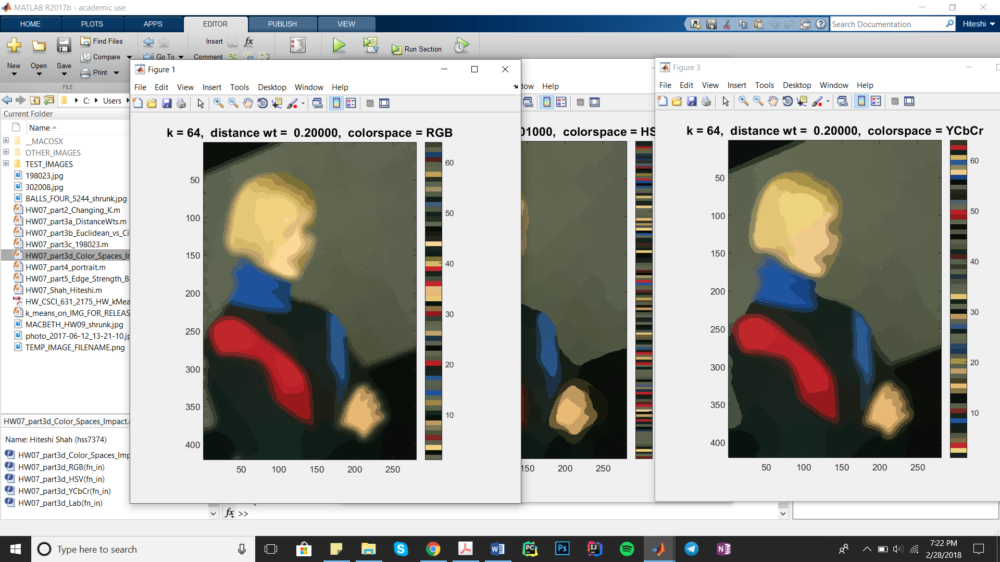 MATLAB R2017b - academic use
HOME PLOTS APPS EDITOR PUBLISH VIEW
Search Documentation
Hiteshi
New Open Save
Find Files
Compare
Print
Go To
Insert
Comment
Run Section
FILE
C: Users
Current Folder
Name
__MACOSX
OTHER_IMAGES
TEST_IMAGES
198023.jpg
302008.jpg
BALLS_FOUR_5244_shrunk.jpg
HW07_part2_Changing_K.m
HW07_part3a_DistanceWts.m
HW07_part3b_Euclidean_vs_Ci
HW07_part3c_198023.m
HW07_part3d_Color_Spaces_I
HW07_part4_portrait.m
HW07_part5_Edge_Strength_B
HW07_Shah_Hiteshi.m
HW_CSCI_631_2175_HW_kMea
k_means_on_IMG_FOR_RELEAS
MACBETH_HW09_shrunk.jpg
photo_2017-06-12_13-21-10.jp
TEMP_IMAGE_FILENAME.png
HW07_part3d_Color_Spaces_Impact.
Name: Hiteshi Shah (hss7374)
HW07_part3d_Color_Spaces_Imp
HW07_part3d_RGB(fn_in)
HW07_part3d_HSV(fn_in)
HW07_part3d_YCbCr(fn_in)
HW07_part3d_Lab(fn_in)
Figure 1
File Edit View Insert Tools Desktop Window Help
k = 64, distance wt = 0.20000, colorspace = RGB
50
100
150
200
250
300
350
400
50 100 150 200 250
60
50
40
30
20
10
dow Help
01000, colorspace = HS
150 200 250
Figure 3
File Edit View Insert Tools Desktop Window Help
k = 64, distance wt = 0.20000, colorspace = YCbCr
50
100
150
200
250
300
350
400
50 100 150 200 250
60
50
40
30
20
10
fx >>
Type here to search
7:22 PM
2/28/2018